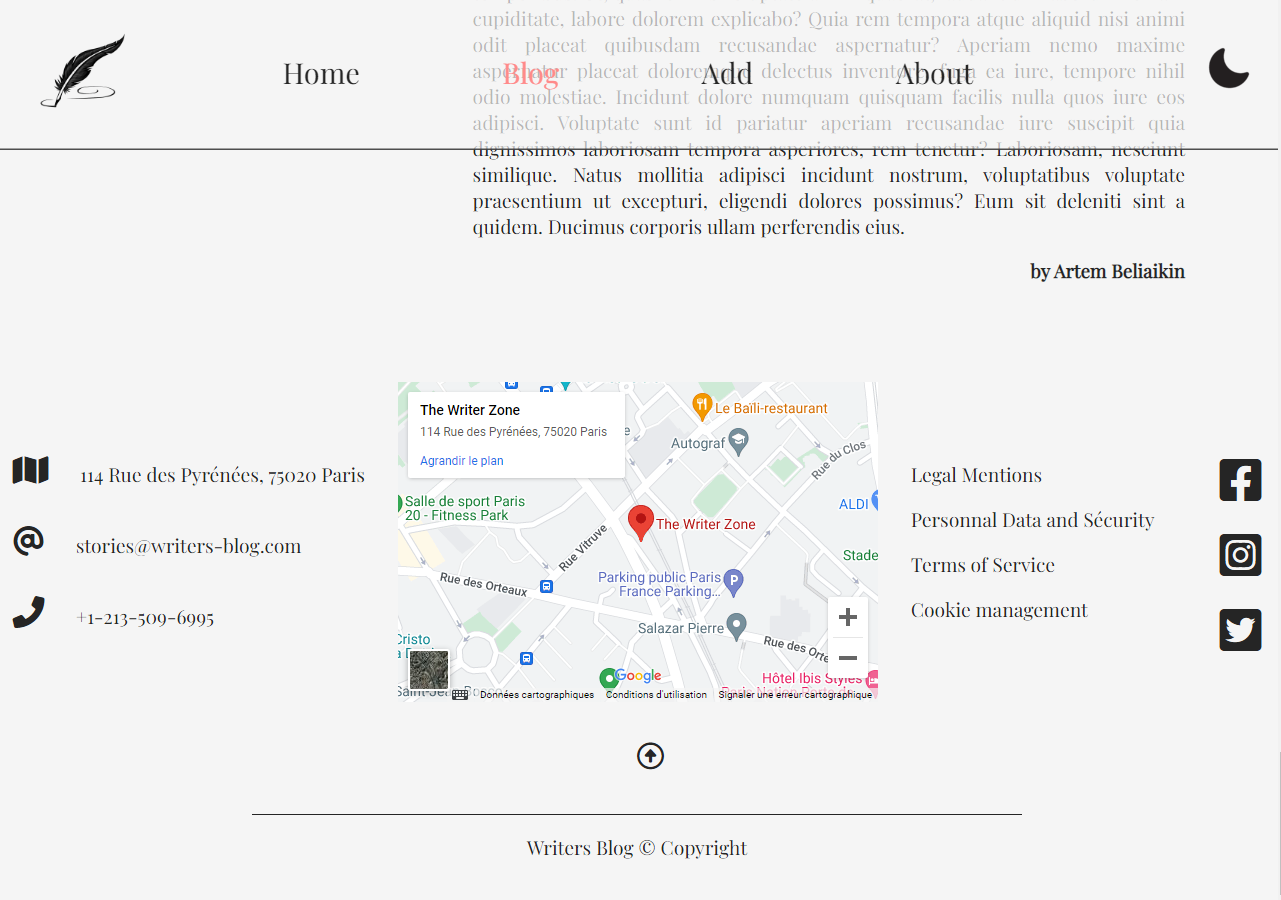 cupiditate, labore dolorem explicabo? Quia rem tempora atque aliquid nisi animi
odit placeat quibusdam recusandae aspernatur? Aperiam nemo maxime
Home Blog Add About
aspernatur placeat doloremque delectus inventore, fuga ea iure, tempore nihil
odio molestiae. Incidunt dolore numquam quisquam facilis nulla quos iure eos
adipisci. Voluptate sunt id pariatur aperiam recusandae iure suscipit quia
dignissimos laboriosam tempora asperiores, rem tenetur? Laboriosam, nesciunt
similique. Natus mollitia adipisci incidunt nostrum, voluptatibus voluptate
praesentium ut excepturi, eligendi dolores possimus? Eum sit deleniti sint a
quidem. Ducimus corporis ullam perferendis eius.
by Artem Beliaikin
114 Rue des Pyrénées, 75020 Paris
stories@writers-blog.com
+1-213-509-6995
The Writer Zone
114 Rue des Pyrénées, 75020 Paris
Agrandir le plan
Le Baïli-restaurant
Autograf
Rue du Clos
ALDI
Salle de sport Paris
20 - Fitness Park
The Writer Zone
Rue Vitruve
Stade
Parking public Paris
France Parking...
P
Rue des Orteaux
Salazar Pierre
Rue des Orte
Cristo
Hôtel Ibis Styles
Google
Données cartographiques
Conditions d'utilisation
Signaler une erreur cartographique
Legal Mentions
Personnal Data and Sécurity
Terms of Service
Cookie management
Writers Blog © Copyright